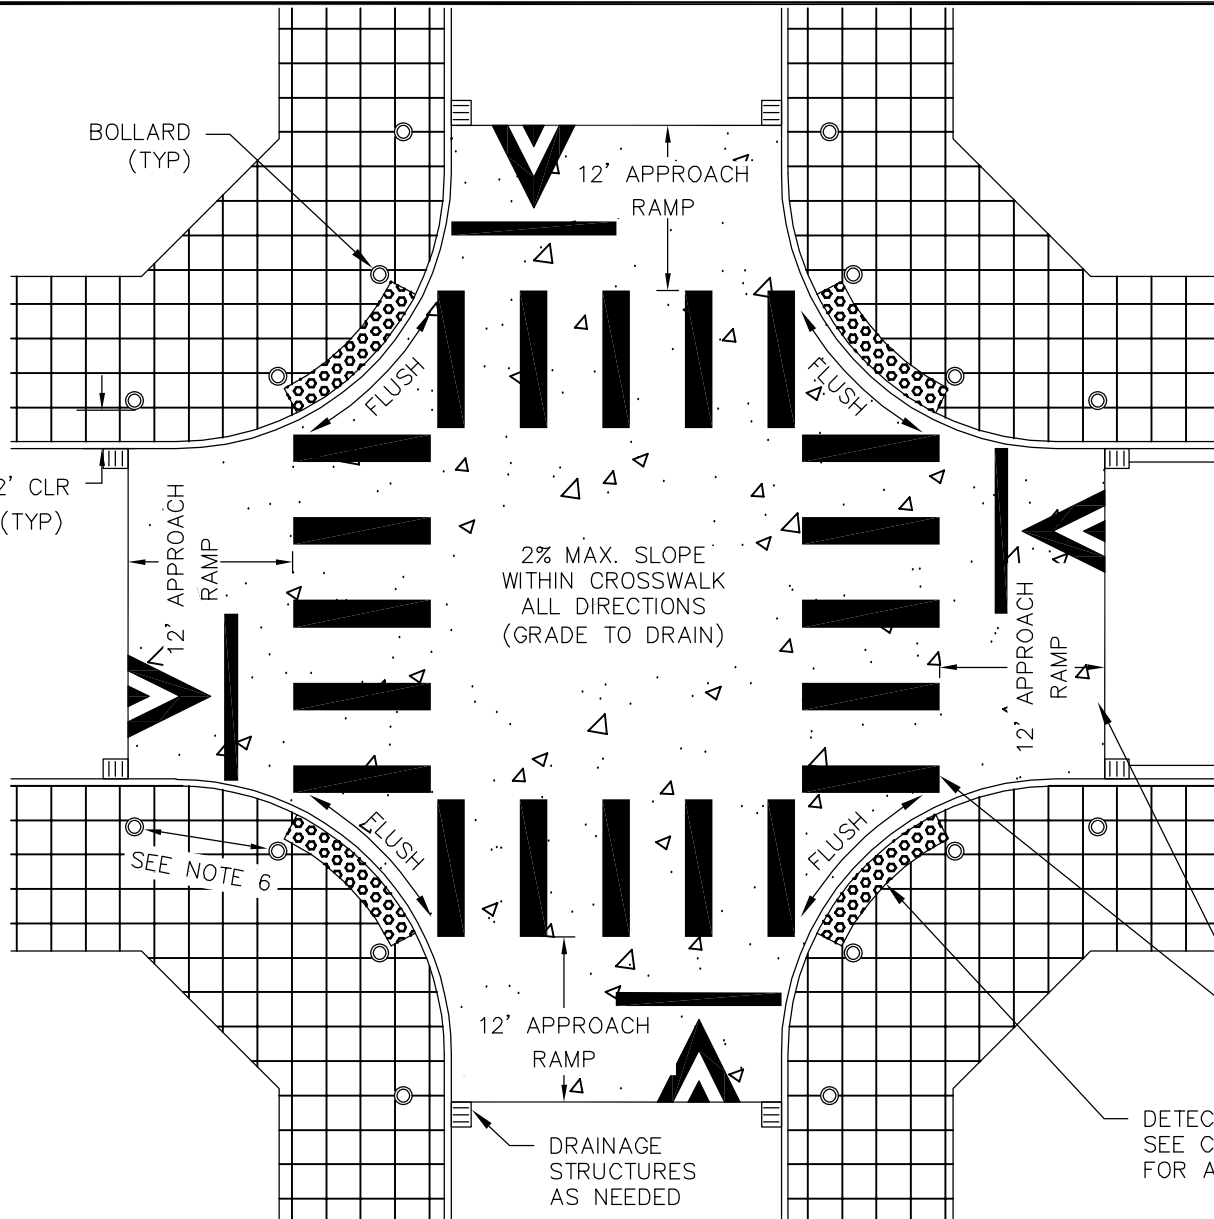 BOLLARD
(TYP)
12' APPROACH
RAMP
FLUSH
FLUSH
2' CLR
(TYP)
12' APPROACH
RAMP
2% MAX. SLOPE
WITHIN CROSSWALK
ALL DIRECTIONS
(GRADE TO DRAIN)
12' APPROACH
RAMP
FLUSH
FLUSH
SEE NOTE 6
12' APPROACH
RAMP
DRAINAGE
STRUCTURES
AS NEEDED
SEE
FOR